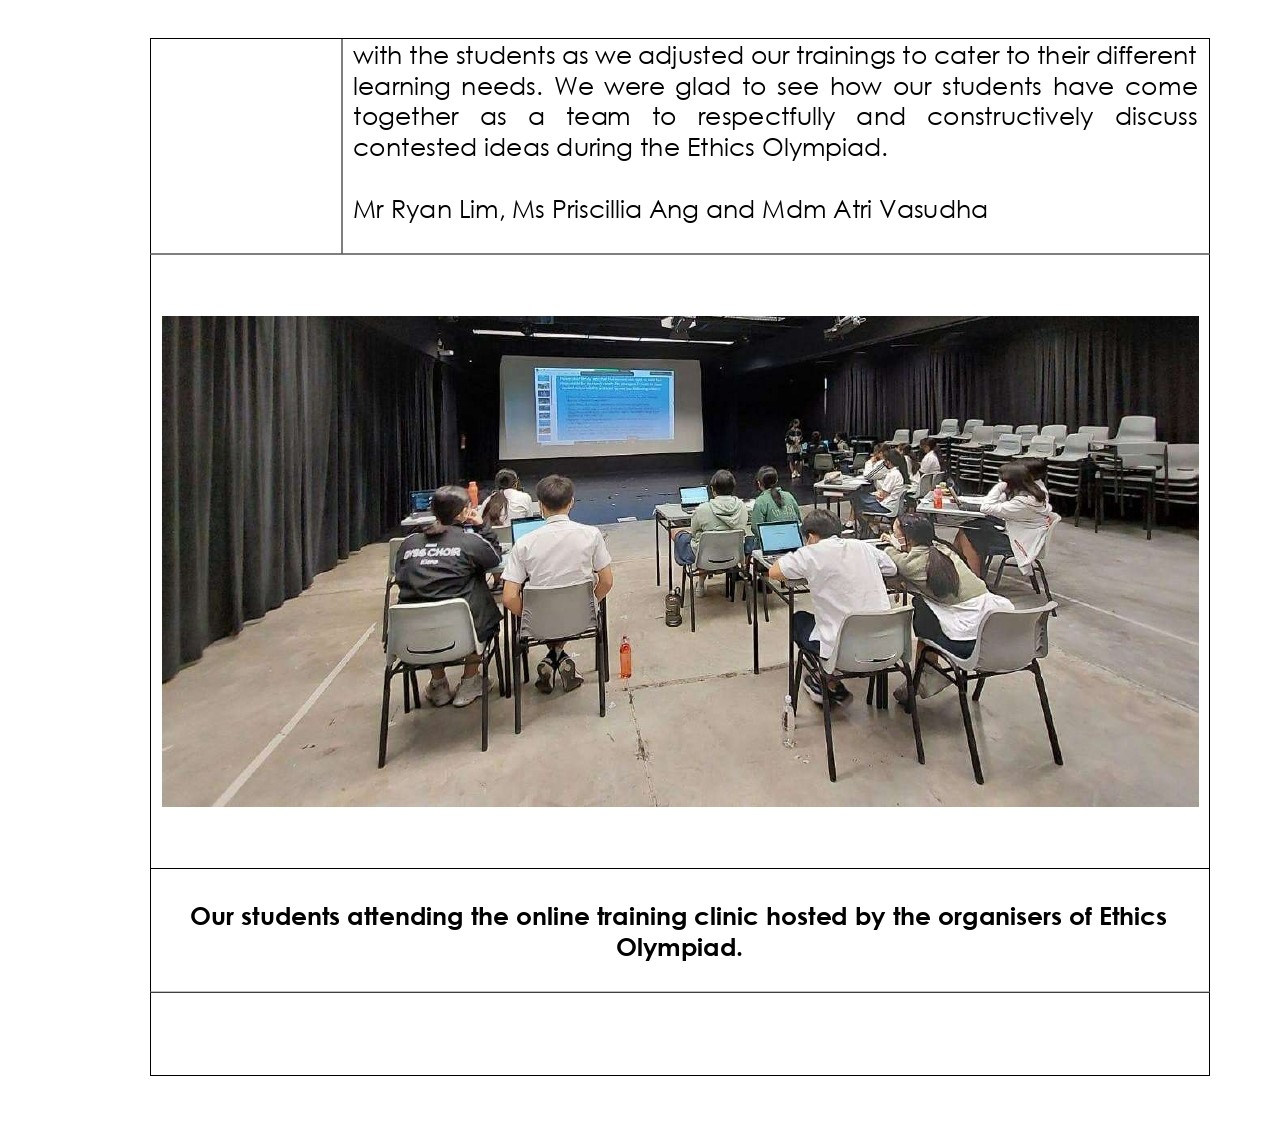 with the students as we adjusted our trainings to cater to their different
learning needs. We were glad to see how our students have come
together as a team to respectfully and constructively discuss
contested ideas during the Ethics Olympiad.
Mr Ryan Lim, Ms Priscillia Ang and Mdm Atri Vasudha
CHOIR
Our students attending the online training clinic hosted by the organisers of Ethics
Olympiad.